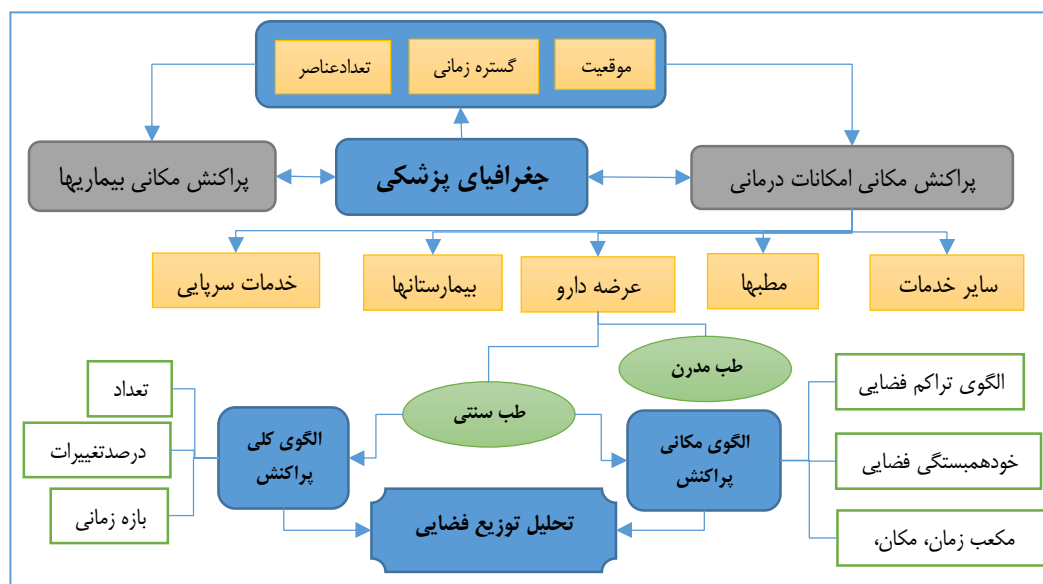 موقعیت
گستره زمانی
تعدادعناصر
پراکنش مکانی امکانات درمانی
جغرافیای پزشکی
پراکنش مکانی بیماریها
سایر خدمات
مطبها
عرضه دارو
بیمارستانها
خدمات سرپایی
طب مدرن
طب سنتی
الگوی تراکم فضایی
خودهمبستگی فضایی
مکعب زمان، مکان،
الگوی مکانی
پراکنش
الگوی کلی
پراکنش
تعداد
درصدتغییرات
بازه زمانی
تحلیل توزیع فضایی